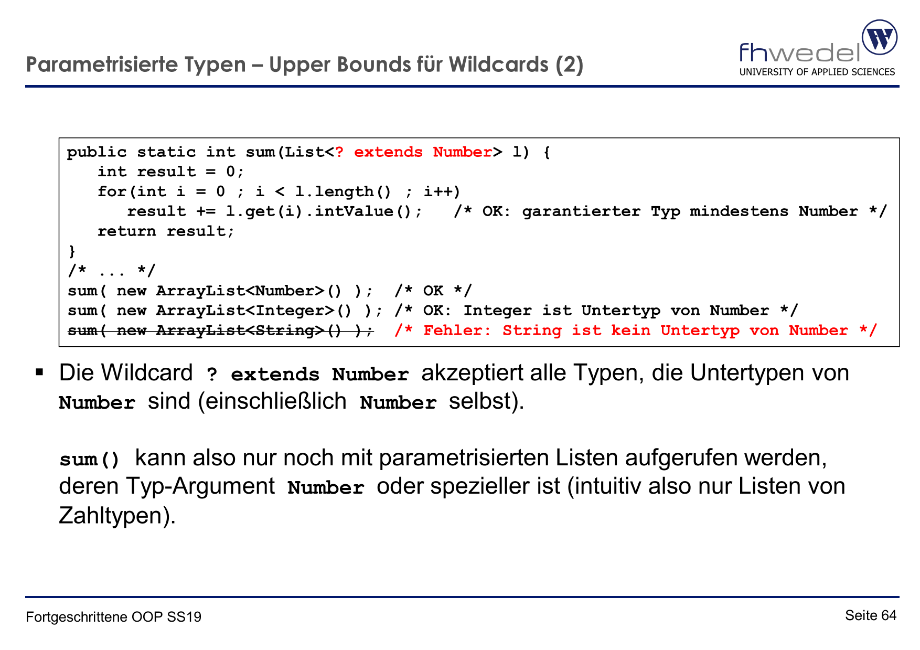 Parametrisierte Typen – Upper Bounds für Wildcards (2)
fhwedel W
UNIVERSITY OF APPLIED SCIENCES
public static int sum(List<? extends Number> l) {
int result = 0;
for(int i = 0 ; i < l.length() ; i++)
result += l.get(i).intValue(); /* OK: garantierter Typ mindestens Number */
return result;
}
/* ... */
sum( new ArrayList<Number>() ); /* OK */
sum( new ArrayList<Integer>() ); /* OK: Integer ist Untertyp von Number */
sum( new ArrayList<String>() ); /* Fehler: String ist kein Untertyp von Number */
▪ Die Wildcard ? extends Number akzeptiert alle Typen, die Untertypen von
Number sind (einschließlich Number selbst).
sum() kann also nur noch mit parametrisierten Listen aufgerufen werden,
deren Typ-Argument Number oder spezieller ist (intuitiv also nur Listen von
Zahltypen).
Fortgeschrittene OOP SS19
Seite 64